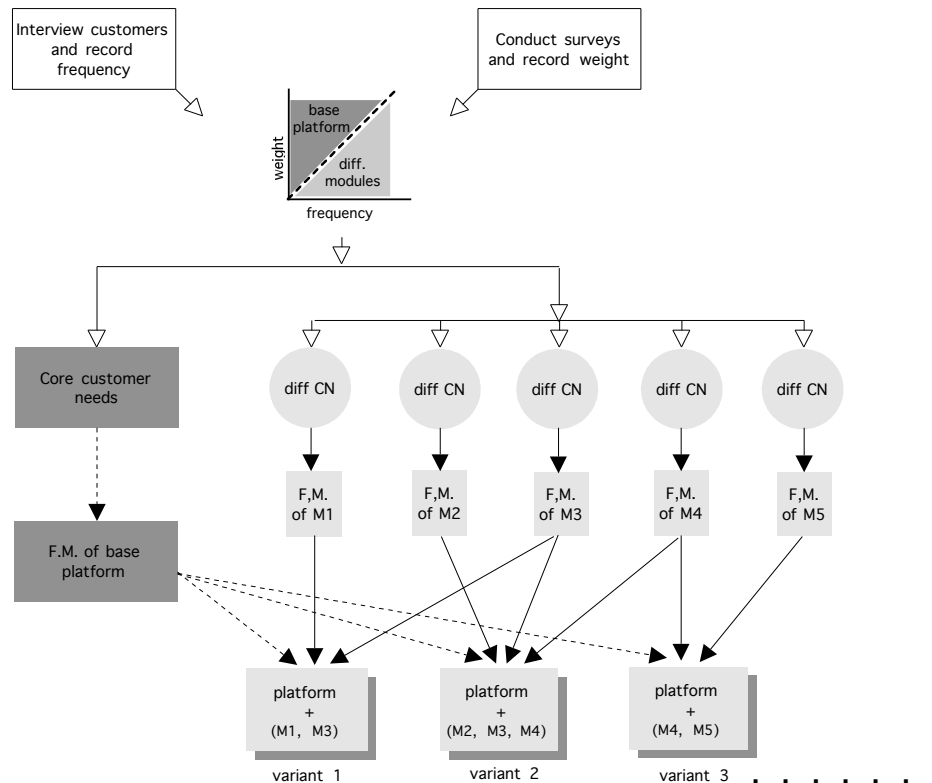 Interview customers
and record
frequency
Conduct surveys
and record weight
base
platform
diff.
modules
weight
frequency
Core customer
needs
diff CN
diff CN
diff CN
diff CN
diff CN
F,M.
of M1
F,M.
of M2
F,M.
of M3
F,M.
of M4
F,M.
of M5
F.M. of base
platform
platform
+
(M1, M3)
platform
+
(M2, M3, M4)
platform
+
(M4, M5)
variant 1
variant 2
variant 3